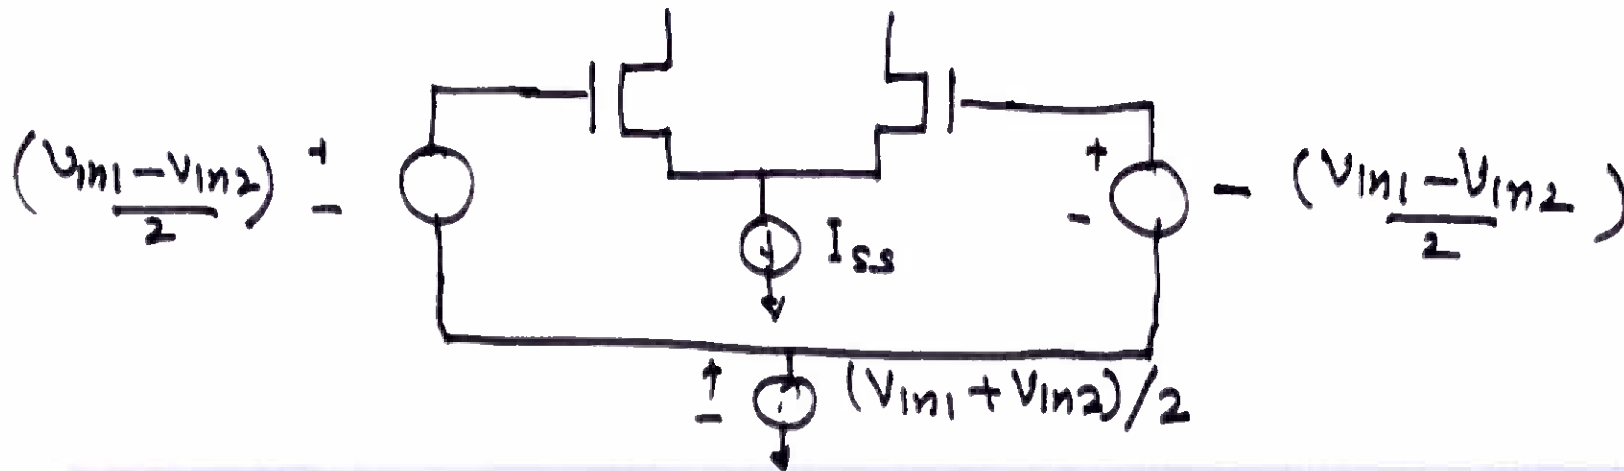 (Vin1-Vin2)/2 + -
Iss
+ - - (Vin1-Vin2)/2
+ - (Vin1+Vin2)/2